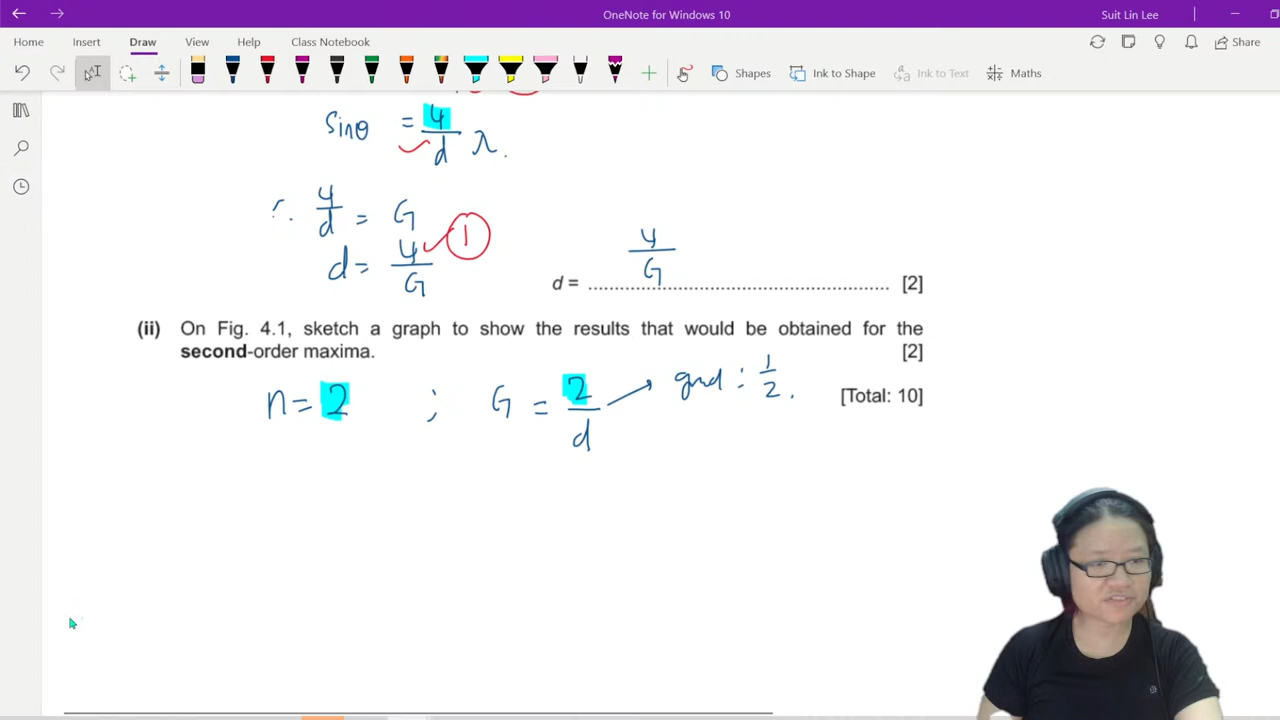 OneNote for Windows 10
Suit Lin Lee
Home Insert Draw View Help Class Notebook
Share
Shapes Ink to Shape Ink to Text Maths
sinθ = 4/d λ.
∴ 4/d = G
d = 4/G ①
4/G
d = ........................................................... [2]
(ii) On Fig. 4.1, sketch a graph to show the results that would be obtained for the
second-order maxima. [2]
n = 2 ; G = 2/d → grad : 1/2.
[Total: 10]